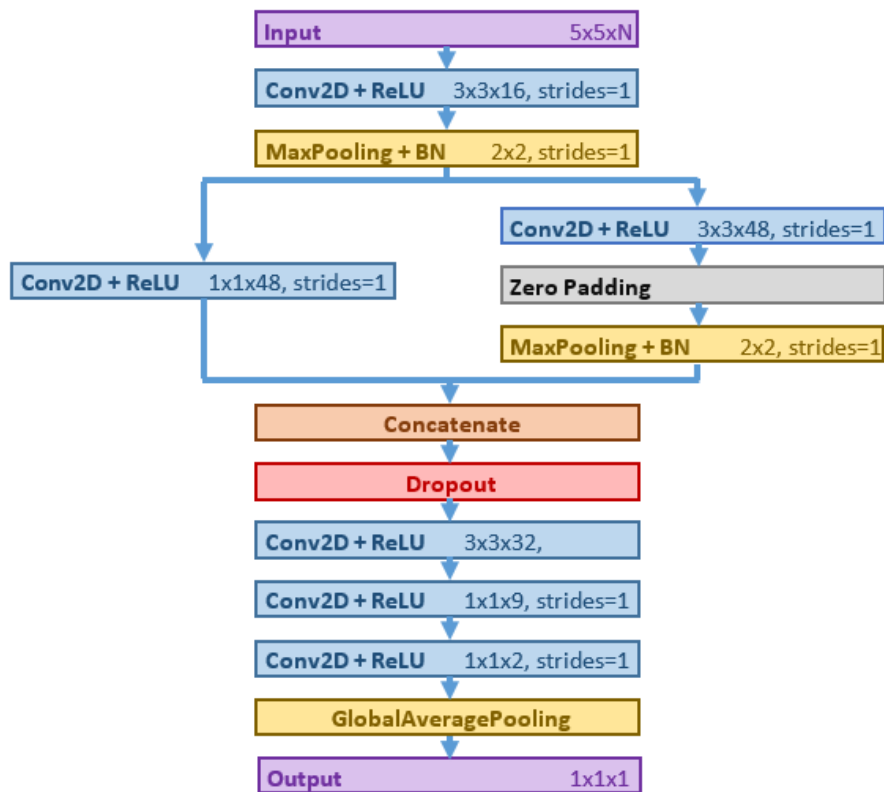 Input 5x5xN
Conv2D + ReLU 3x3x16, strides=1
MaxPooling + BN 2x2, strides=1
Conv2D + ReLU 1x1x48, strides=1
Conv2D + ReLU 3x3x48, strides=1
Zero Padding
MaxPooling + BN 2x2, strides=1
Concatenate
Dropout
Conv2D + ReLU 3x3x32,
Conv2D + ReLU 1x1x9, strides=1
Conv2D + ReLU 1x1x2, strides=1
GlobalAveragePooling
Output 1x1x1